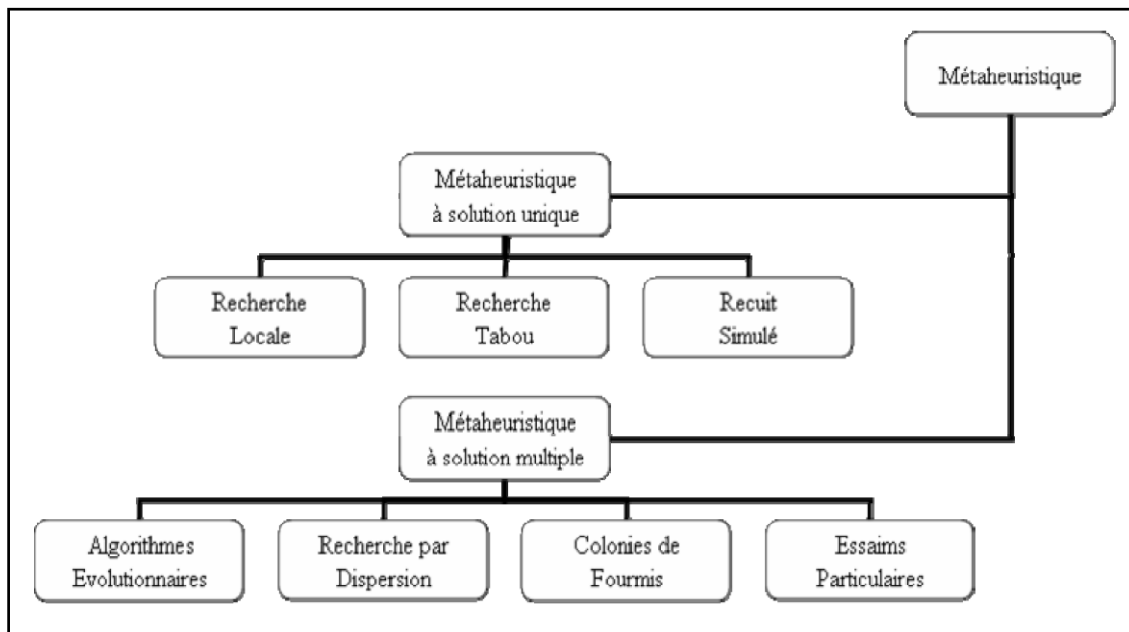 Métaheuristique
Métaheuristique
à solution unique
Recherche
Locale
Recherche
Tabou
Recuit
Simulé
Métaheuristique
à solution multiple
Algorithmes
Evolutionnaires
Recherche par
Dispersion
Colonies de
Fourmis
Essaims
Particulaires